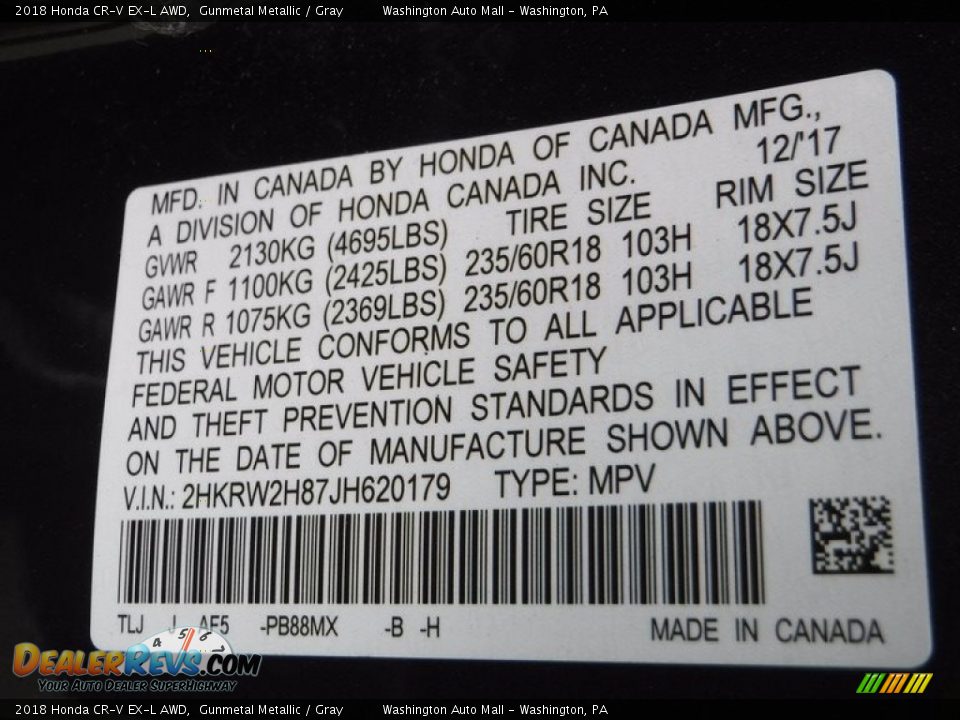 2018 Honda CR-V EX-L AWD, Gunmetal Metallic / Gray Washington Auto Mall - Washington, PA
MFD. IN CANADA BY HONDA OF CANADA MFG.,
A DIVISION OF HONDA CANADA INC. 12/'17
GVWR 2130KG (4695LBS) TIRE SIZE RIM SIZE
GAWR F 1100KG (2425LBS) 235/60R18 103H 18X7.5J
GAWR R 1075KG (2369LBS) 235/60R18 103H 18X7.5J
THIS VEHICLE CONFORMS TO ALL APPLICABLE
FEDERAL MOTOR VEHICLE SAFETY
AND THEFT PREVENTION STANDARDS IN EFFECT
ON THE DATE OF MANUFACTURE SHOWN ABOVE.
V.I.N.: 2HKRW2H87JH620179 TYPE: MPV
TLJ AF5 -PB88MX -B -H MADE IN CANADA
4 5 6 7
DEALERREVS.COM
YOUR AUTO DEALER SUPERHIGHWAY
2018 Honda CR-V EX-L AWD, Gunmetal Metallic / Gray Washington Auto Mall - Washington, PA